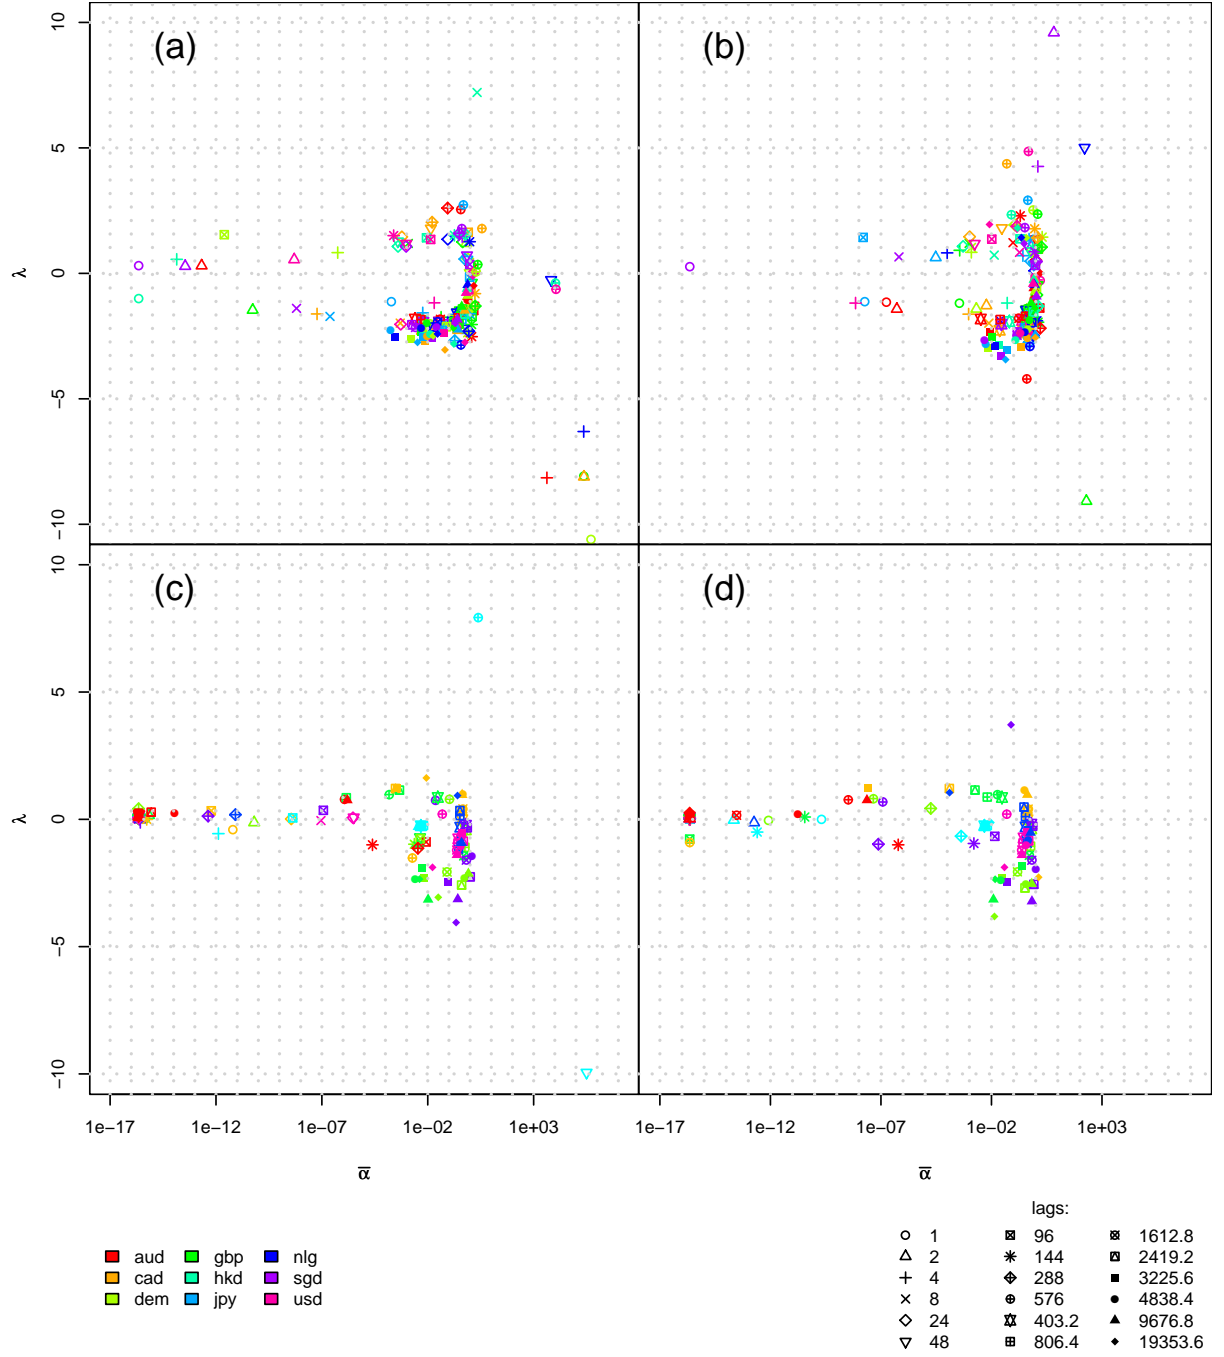 (a)
(b)
10
5
0
−5
−10
λ
(c)
(d)
10
5
0
−5
−10
λ
1e−17 1e−12 1e−07 1e−02 1e+03
1e−17 1e−12 1e−07 1e−02 1e+03
α̅
α̅
lags:
aud gbp nlg
cad hkd sgd
dem jpy usd
1 96 1612.8
2 144 2419.2
4 288 3225.6
8 576 4838.4
24 403.2 9676.8
48 806.4 19353.6